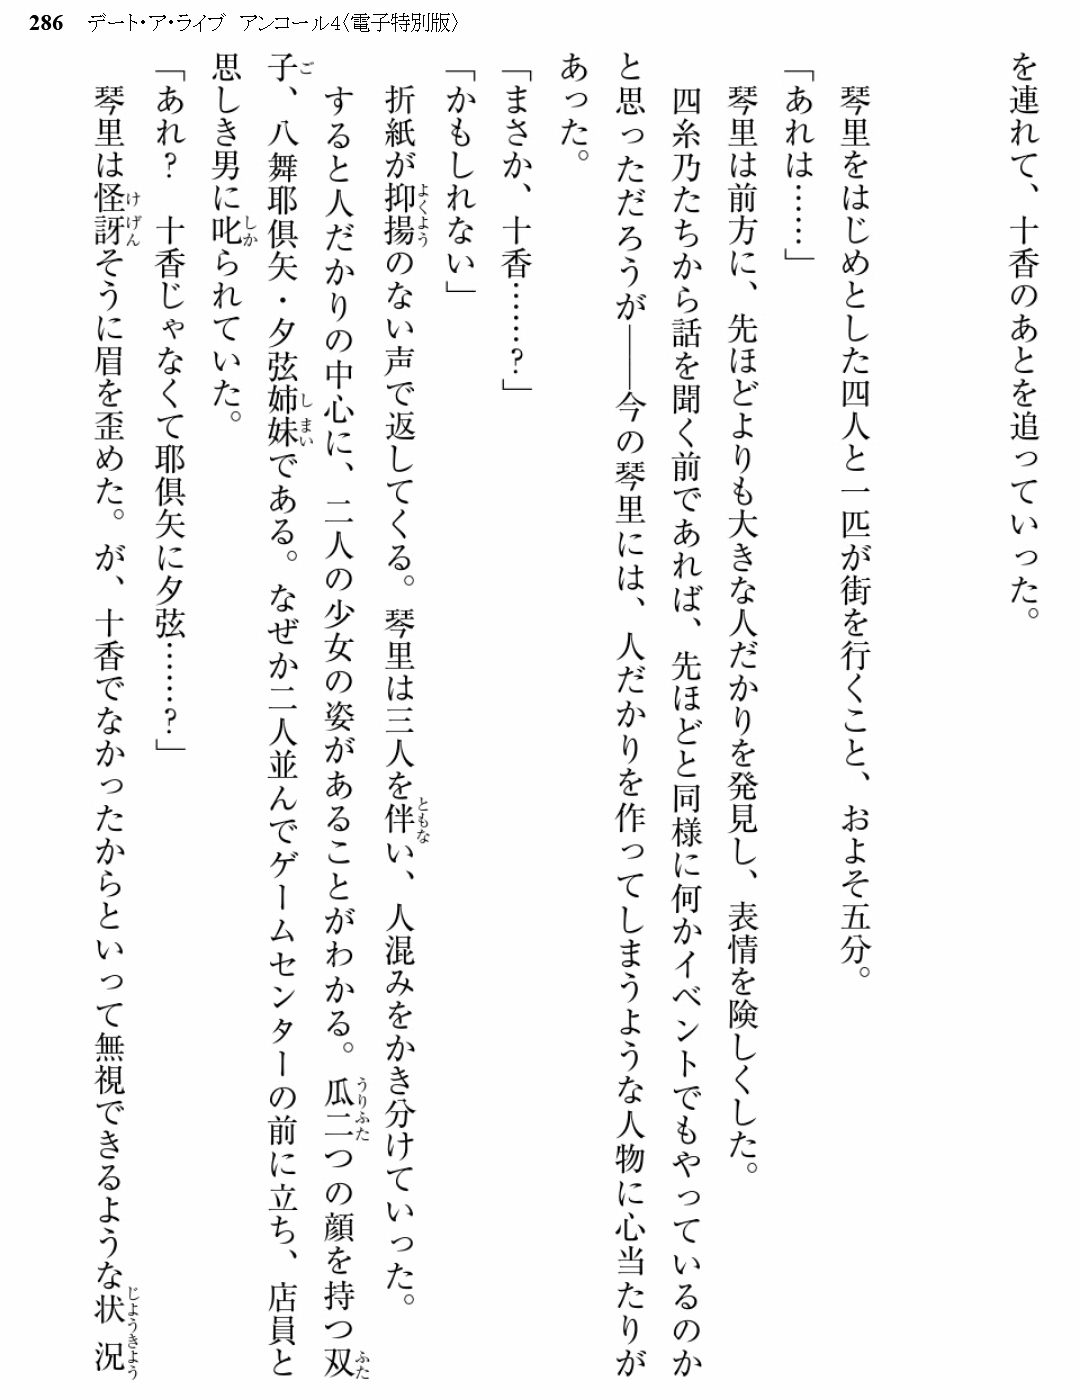 286 デート・ア・ライブ アンコール4〈電子特別版〉
を連れて、十香のあとを追っていった。
琴里をはじめとした四人と一匹が街を行くこと、およそ五分。
「あれは……」
琴里は前方に、先ほどよりも大きな人だかりを発見し、表情を険しくした。
四糸乃たちから話を聞く前であれば、先ほどと同様に何かイベントでもやっているのか
と思っただろうが――今の琴里には、人だかりを作ってしまうような人物に心当たりが
あった。
「まさか、十香……?」
「かもしれない」
折紙が抑揚のない声で返してくる。琴里は三人を伴い、人混みをかき分けていった。
すると人だかりの中心に、二人の少女の姿があることがわかる。瓜二つの顔を持つ双
子、八舞耶倶矢・夕弦姉妹である。なぜか二人並んでゲームセンターの前に立ち、店員と
思しき男に叱られていた。
「あれ? 十香じゃなくて耶倶矢に夕弦……?」
琴里は怪訝そうに眉を歪めた。が、十香でなかったからといって無視できるような状況